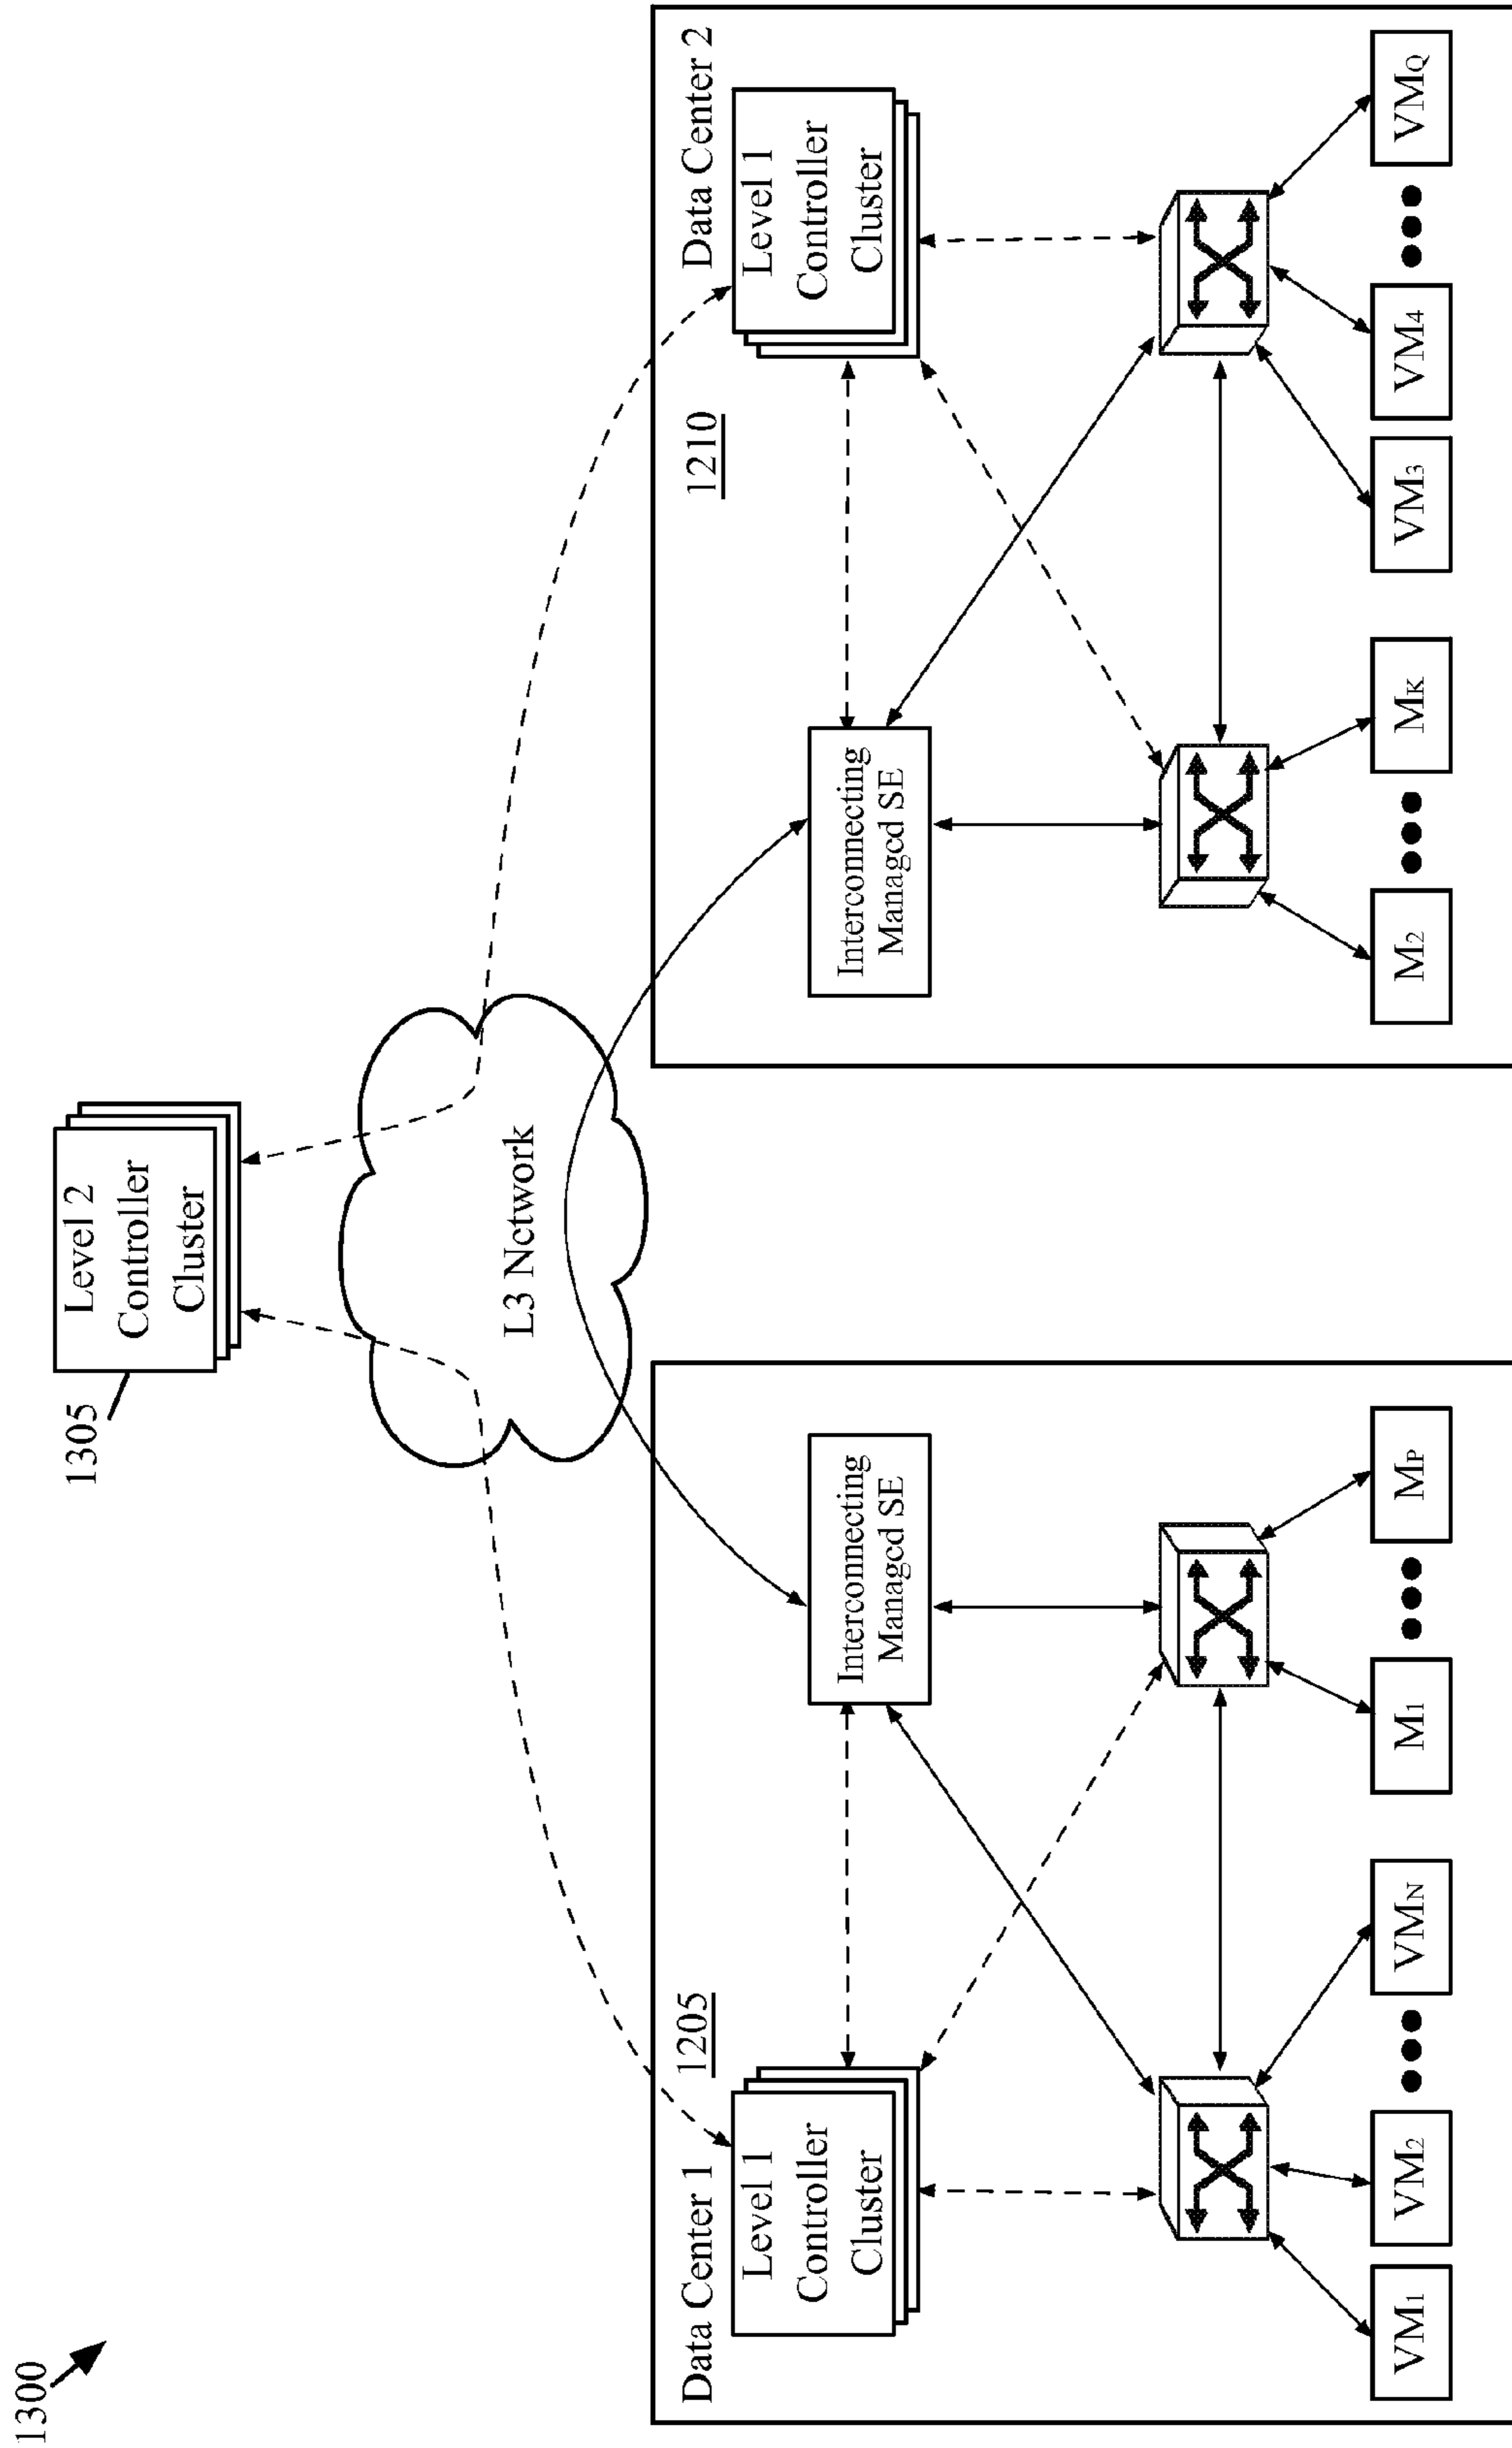 1300
1305
Level 2
Controller
Cluster
L3 Network
Data Center 1
1205
Level 1
Controller
Cluster
Interconnecting
Managed SE
VM1
VM2
VMN
M1
MP
Data Center 2
1210
Level 1
Controller
Cluster
Interconnecting
Managed SE
M2
MK
VM3
VM4
VMQ